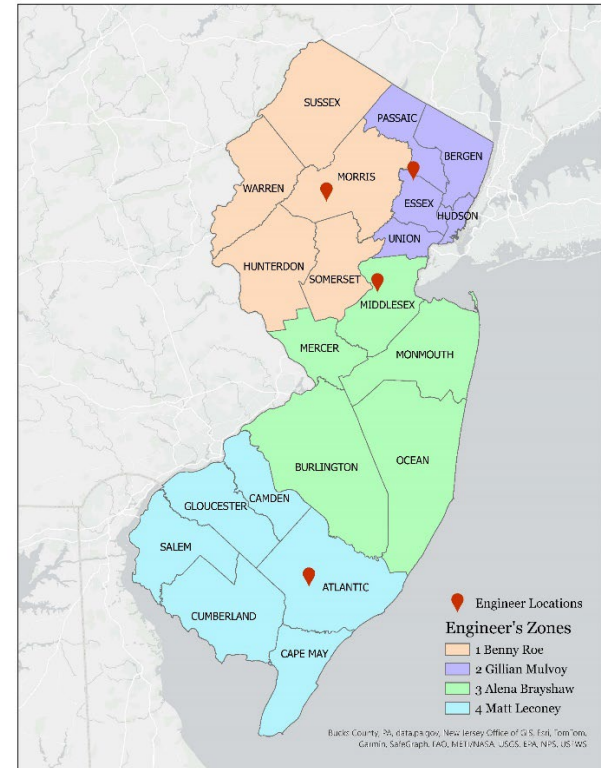 SUSSEX
PASSAIC
BERGEN
MORRIS
WARREN
ESSEX
HUDSON
UNION
HUNTERDON
SOMERSET
MIDDLESEX
MERCER
MONMOUTH
BURLINGTON
OCEAN
CAMDEN
GLOUCESTER
SALEM
ATLANTIC
CUMBERLAND
CAPE MAY
Engineer Locations
Engineer's Zones
1 Benny Roe
2 Gillian Mulvoy
3 Alena Brayshaw
4 Matt Leconey
Bucks County, PA, data.pa.gov, New Jersey Office of GIS, Esri, TomTom,
Garmin, SafeGraph, FAO, METI/NASA, USGS, EPA, NPS, USFWS